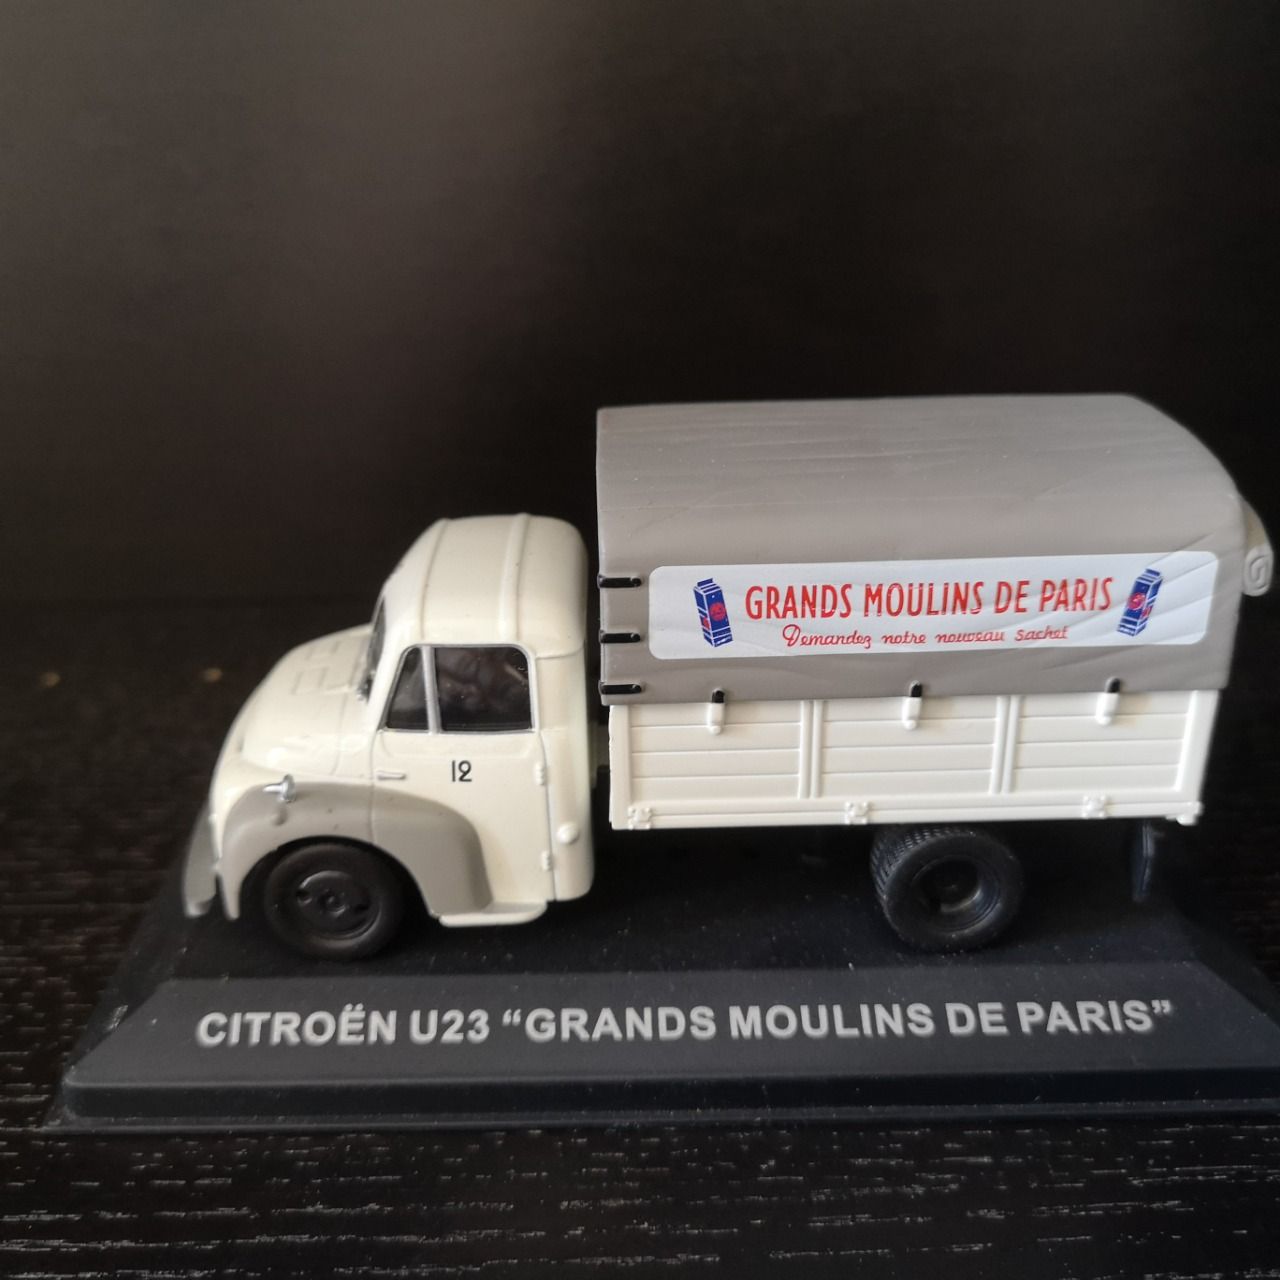 GRANDS MOULINS DE PARIS
Demandez notre nouveau sachet
12
CITROËN U23 “GRANDS MOULINS DE PARIS”